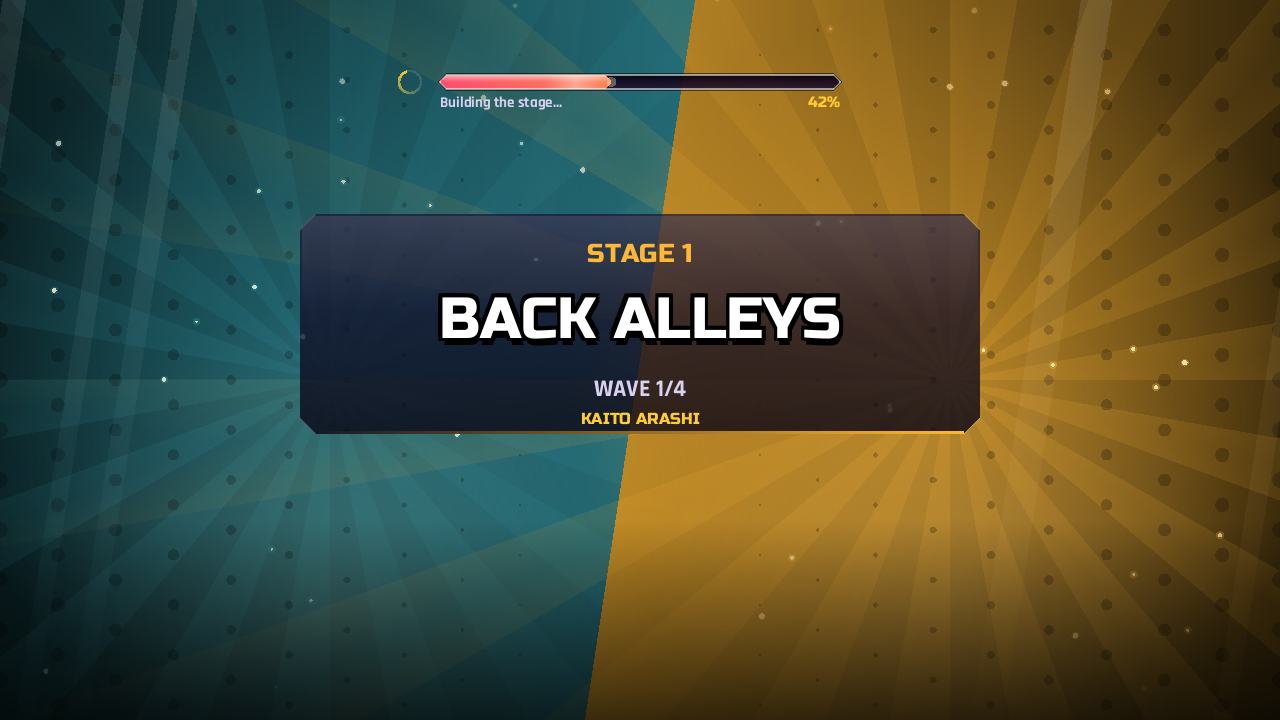 Building the stage...
42%
STAGE 1
BACK ALLEYS
WAVE 1/4
KAITO ARASHI